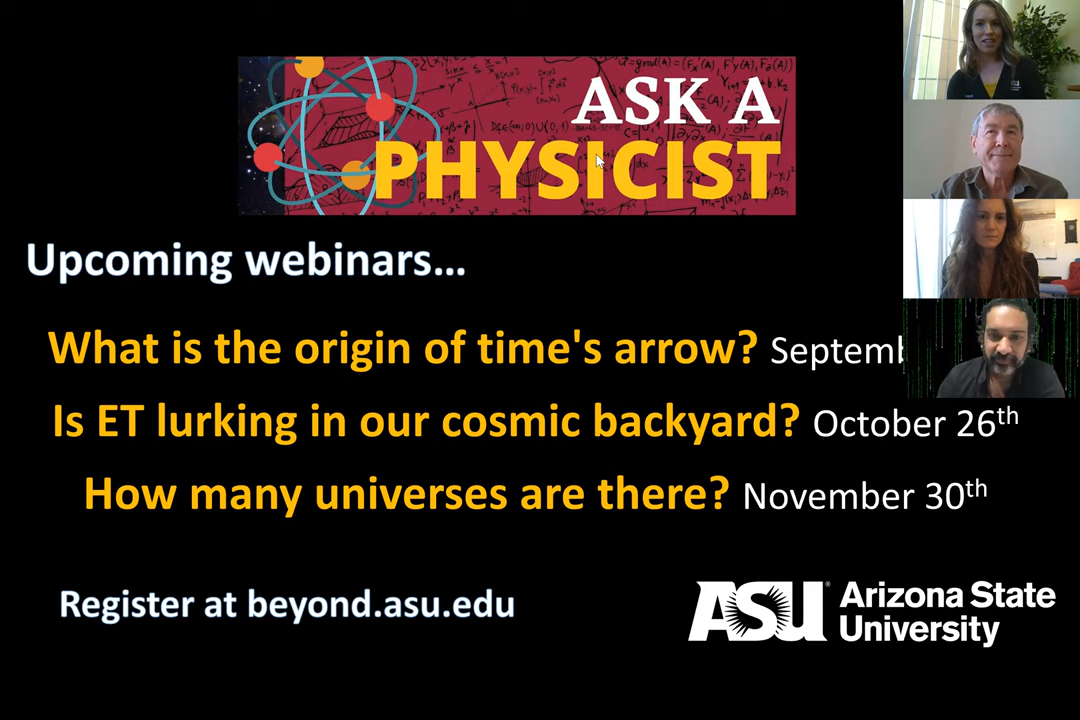 ASK A
PHYSICIST
Upcoming webinars...
What is the origin of time's arrow? Septemb
Is ET lurking in our cosmic backyard? October 26th
How many universes are there? November 30th
Register at beyond.asu.edu
ASU® Arizona State
University